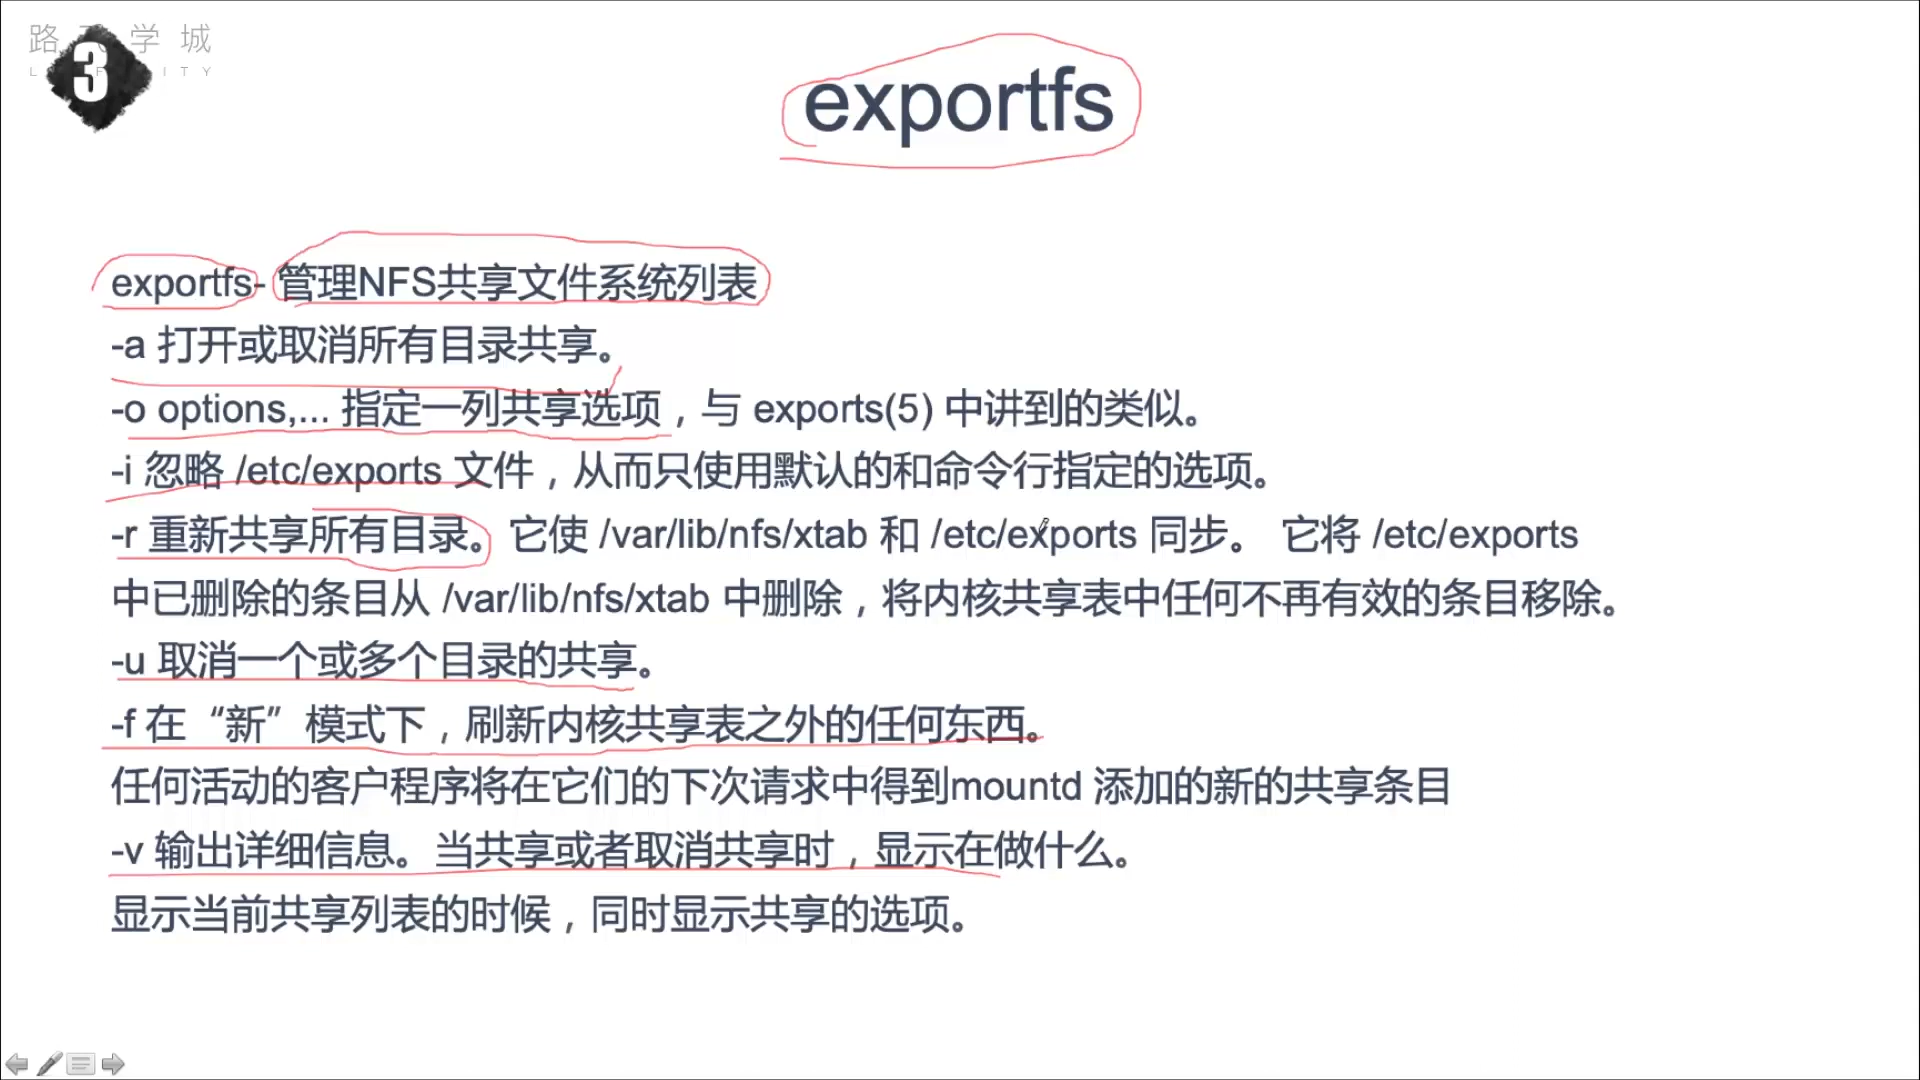 路 学 城
L F I T Y
3
exportfs
exportfs- 管理NFS共享文件系统列表
-a 打开或取消所有目录共享。
-o options,... 指定一列共享选项，与 exports(5) 中讲到的类似。
-i 忽略 /etc/exports 文件，从而只使用默认的和命令行指定的选项。
-r 重新共享所有目录。它使 /var/lib/nfs/xtab 和 /etc/exports 同步。 它将 /etc/exports
中已删除的条目从 /var/lib/nfs/xtab 中删除，将内核共享表中任何不再有效的条目移除。
-u 取消一个或多个目录的共享。
-f 在“新”模式下，刷新内核共享表之外的任何东西。
任何活动的客户程序将在它们的下次请求中得到mountd 添加的新的共享条目
-v 输出详细信息。当共享或者取消共享时，显示在做什么。
显示当前共享列表的时候，同时显示共享的选项。